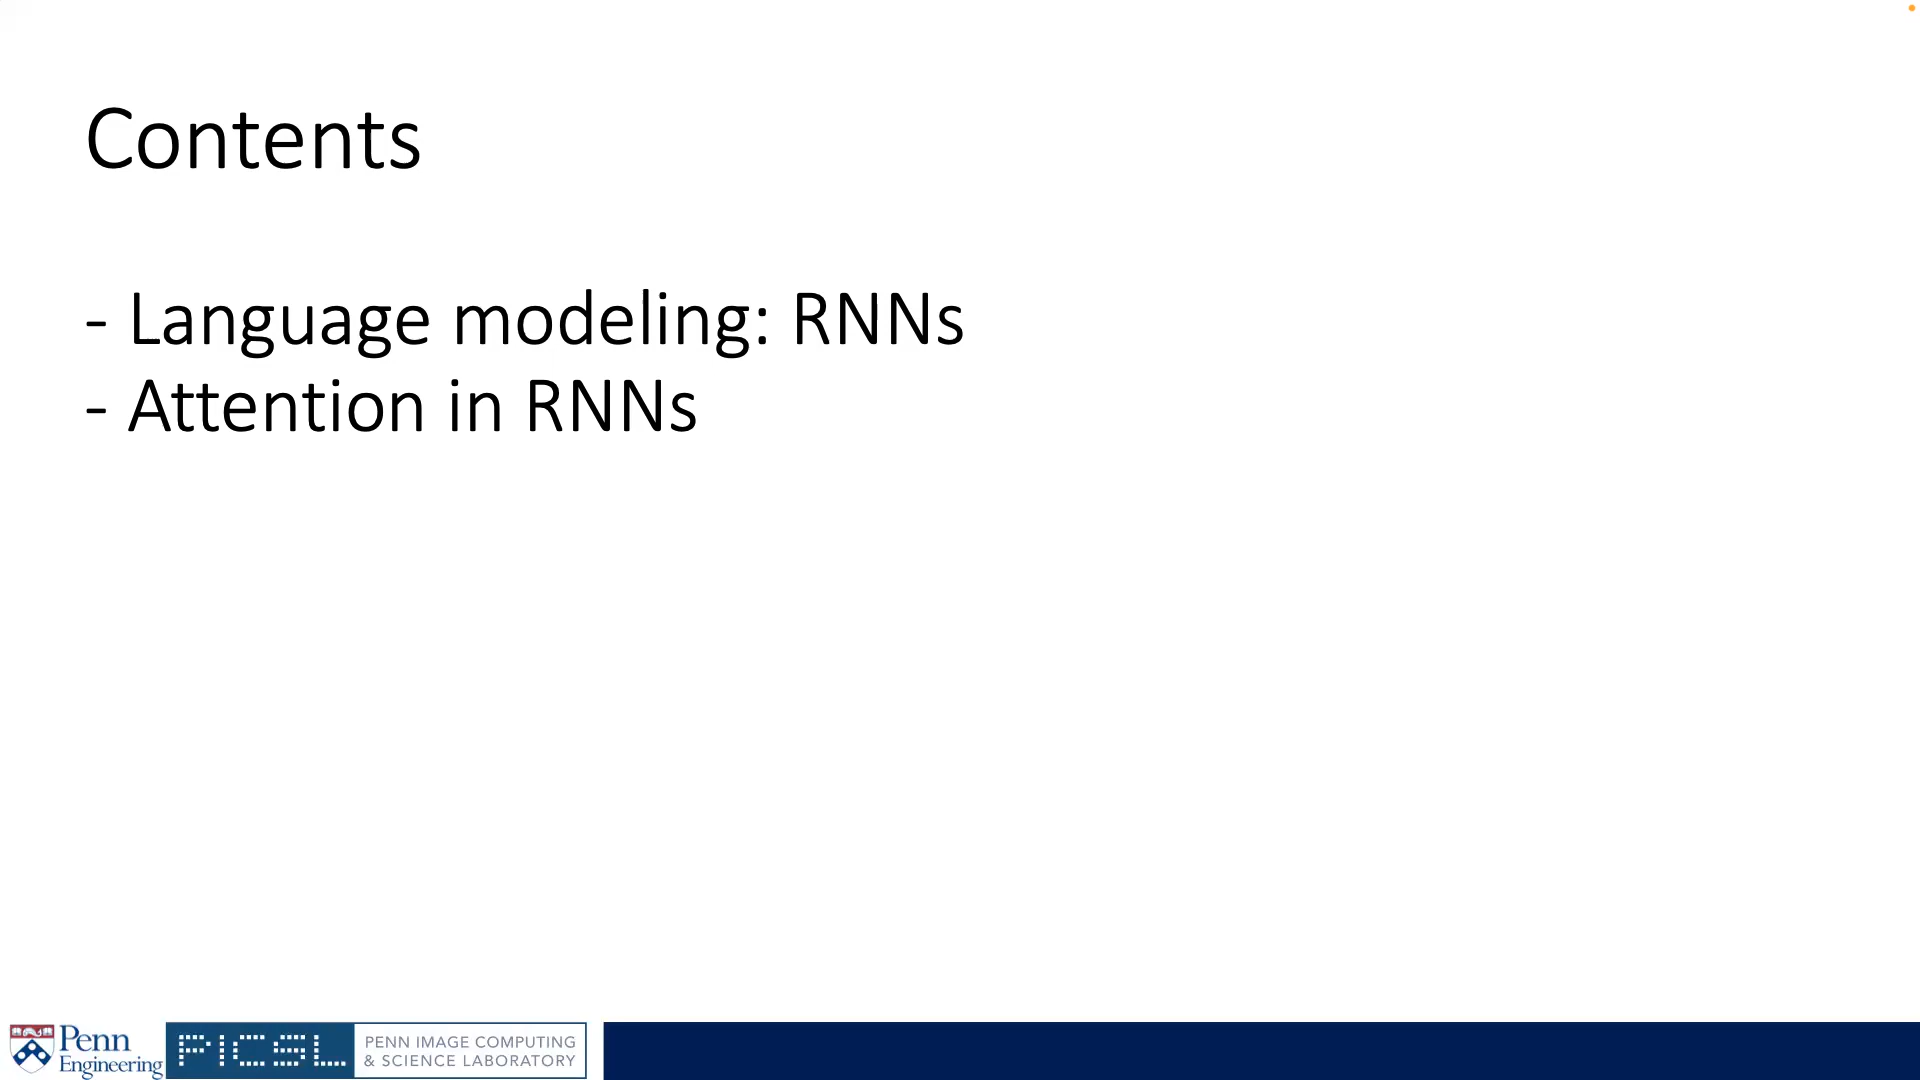 Contents
- Language modeling: RNNs
- Attention in RNNs
Penn
Engineering
PICSL
PENN IMAGE COMPUTING
& SCIENCE LABORATORY